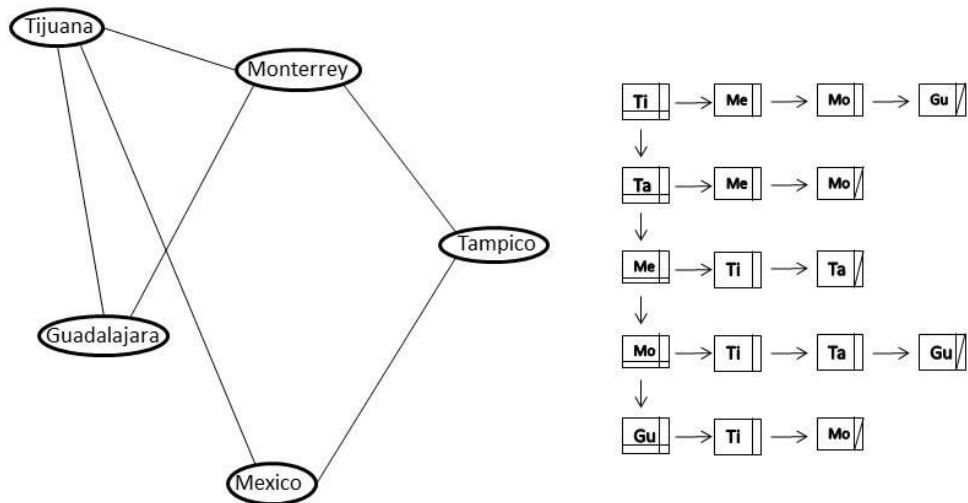 Tijuana
Monterrey
Tampico
Guadalajara
Mexico
Ti Me Mo Gu
Ta Me Mo
Me Ti Ta
Mo Ti Ta Gu
Gu Ti Mo